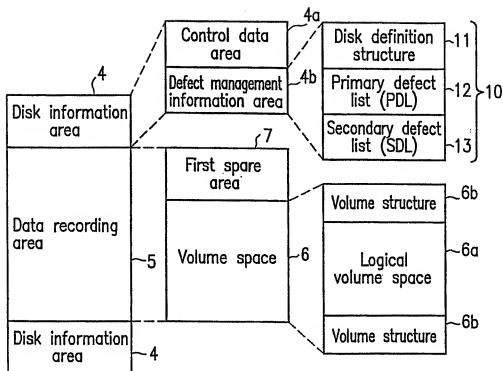 4
Disk information
area
Data recording
area
5
Disk information
area
4
Control data
area
4a
Defect management
information area
4b
7
First spare
area
Volume space
6
Disk definition
structure
11
Primary defect
list (PDL)
12
Secondary defect
list (SDL)
13
10
Volume structure
6b
Logical
volume space
6a
Volume structure
6b